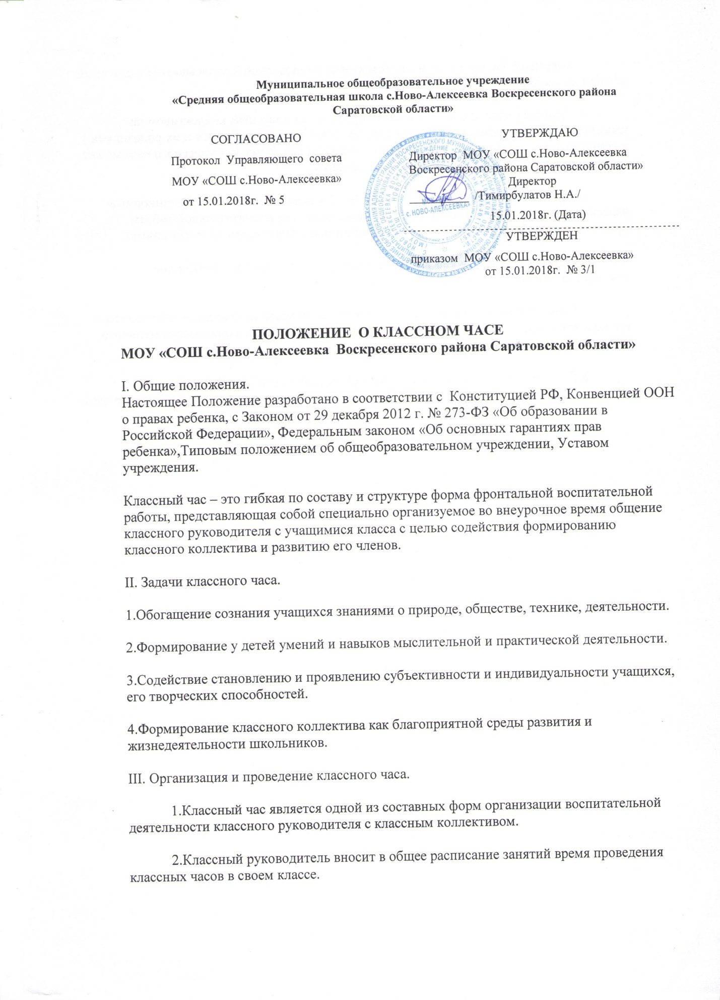 Муниципальное общеобразовательное учреждение
«Средняя общеобразовательная школа с.Ново-Алексеевка Воскресенского района
Саратовской области»
СОГЛАСОВАНО
Протокол Управляющего совета
МОУ «СОШ с.Ново-Алексеевка»
от 15.01.2018г. № 5
УТВЕРЖДАЮ
Директор МОУ «СОШ с.Ново-Алексеевка
Воскресенского района Саратовской области»
Директор
__________ /Тимирбулатов Н.А./
15.01.2018г. (Дата)
УТВЕРЖДЕН
приказом МОУ «СОШ с.Ново-Алексеевка»
от 15.01.2018г. № 3/1
с. НОВО-АЛЕКСЕЕВКА»
ПОЛОЖЕНИЕ О КЛАССНОМ ЧАСЕ
МОУ «СОШ с.Ново-Алексеевка Воскресенского района Саратовской области»
I. Общие положения.
Настоящее Положение разработано в соответствии с Конституцией РФ, Конвенцией ООН
о правах ребенка, с Законом от 29 декабря 2012 г. № 273-ФЗ «Об образовании в
Российской Федерации», Федеральным законом «Об основных гарантиях прав
ребенка»,Типовым положением об общеобразовательном учреждении, Уставом
учреждения.
Классный час – это гибкая по составу и структуре форма фронтальной воспитательной
работы, представляющая собой специально организуемое во внеурочное время общение
классного руководителя с учащимися класса с целью содействия формированию
классного коллектива и развитию его членов.
II. Задачи классного часа.
1.Обогащение сознания учащихся знаниями о природе, обществе, технике, деятельности.
2.Формирование у детей умений и навыков мыслительной и практической деятельности.
3.Содействие становлению и проявлению субъективности и индивидуальности учащихся,
его творческих способностей.
4.Формирование классного коллектива как благоприятной среды развития и
жизнедеятельности школьников.
III. Организация и проведение классного часа.
1.Классный час является одной из составных форм организации воспитательной
деятельности классного руководителя с классным коллективом.
2.Классный руководитель вносит в общее расписание занятий время проведения
классных часов в своем классе.